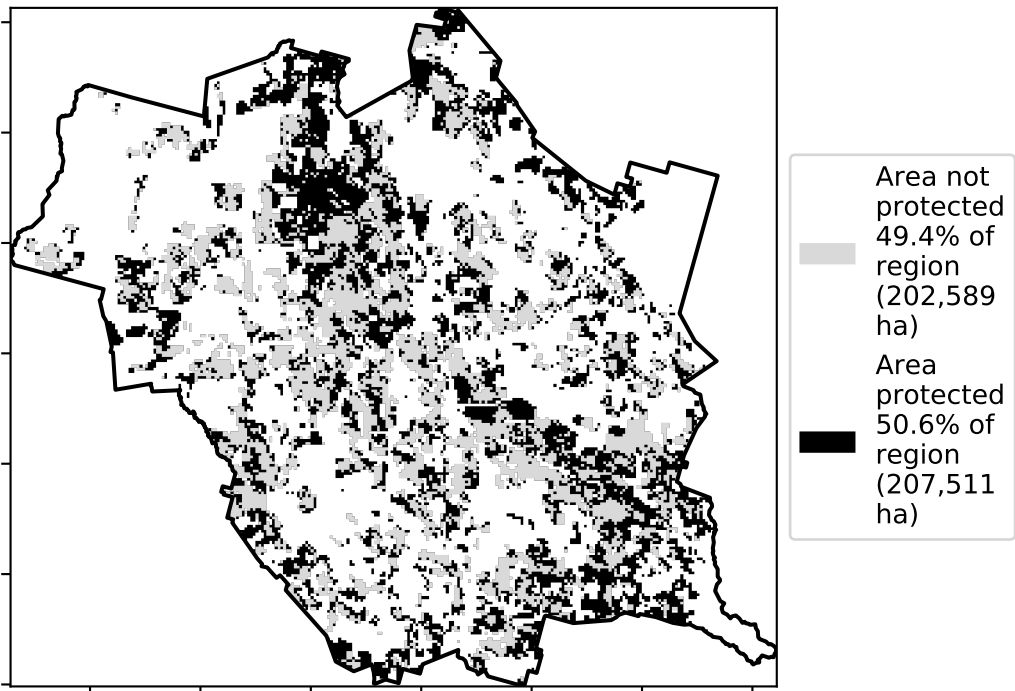 Area not
protected
49.4% of
region
(202,589
ha)
Area
protected
50.6% of
region
(207,511
ha)